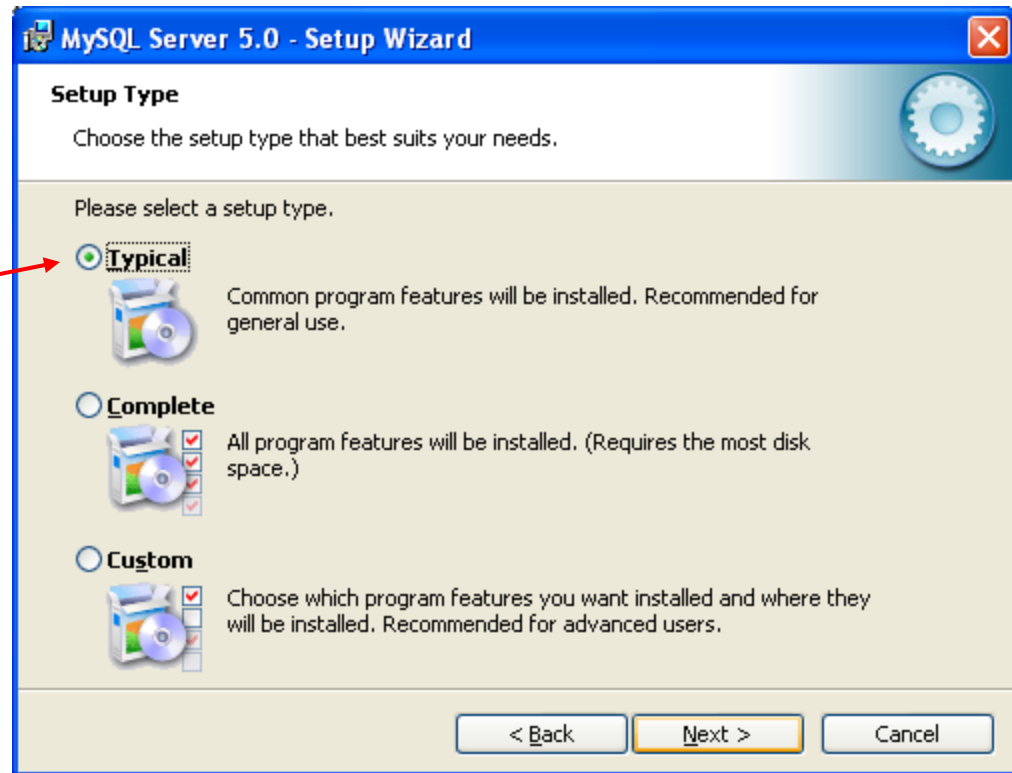 MySQL Server 5.0 - Setup Wizard
Setup Type
Choose the setup type that best suits your needs.
Please select a setup type.
Typical
Common program features will be installed. Recommended for
general use.
Complete
All program features will be installed. (Requires the most disk
space.)
Custom
Choose which program features you want installed and where they
will be installed. Recommended for advanced users.
< Back Next > Cancel